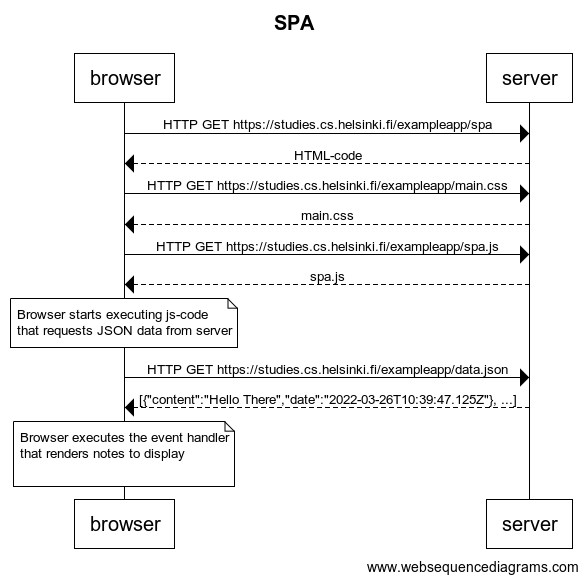 SPA
browser
server
HTTP GET https://studies.cs.helsinki.fi/exampleapp/spa
HTML-code
HTTP GET https://studies.cs.helsinki.fi/exampleapp/main.css
main.css
HTTP GET https://studies.cs.helsinki.fi/exampleapp/spa.js
spa.js
Browser starts executing js-code
that requests JSON data from server
HTTP GET https://studies.cs.helsinki.fi/exampleapp/data.json
[{"content":"Hello There","date":"2022-03-26T10:39:47.125Z"}, ...]
Browser executes the event handler
that renders notes to display
browser
server
www.websequencediagrams.com